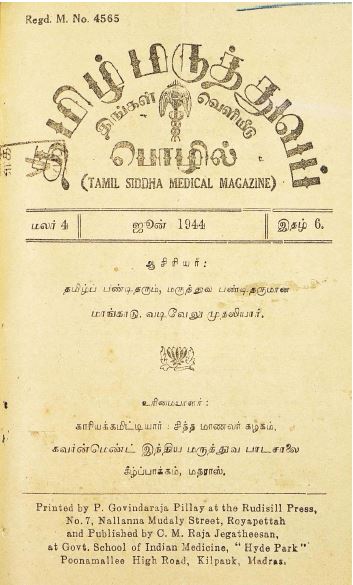 Regd. M. No. 4565
தமிழ் மருத்துவப்
திங்கள் வெளியீடு
பொழில்
(TAMIL SIDDHA MEDICAL MAGAZINE)
மலர் 4 ஜூன் 1944 இதழ் 6.
ஆசிரியர் :
தமிழ்ப் பண்டிதரும், மருத்துவ பண்டிதருமான
மாங்காடு. வடிவேலு முதலியார்.
உரிமையாளர் :
காரியக்கமிட்டியார் : சித்த மாணவர் கழகம்,
கவர்ன்மெண்ட் இந்திய மருத்துவ பாடசாலை
கீழ்ப்பாக்கம், மதராஸ்.
Printed by P. Govindaraja Pillay at the Rudisill Press,
No. 7, Nallanna Mudaly Street, Royapettah
and Published by C. M. Raja Jegatheesan,
at Govt. School of Indian Medicine, "Hyde Park"
Poonamallee High Road, Kilpauk, Madras.